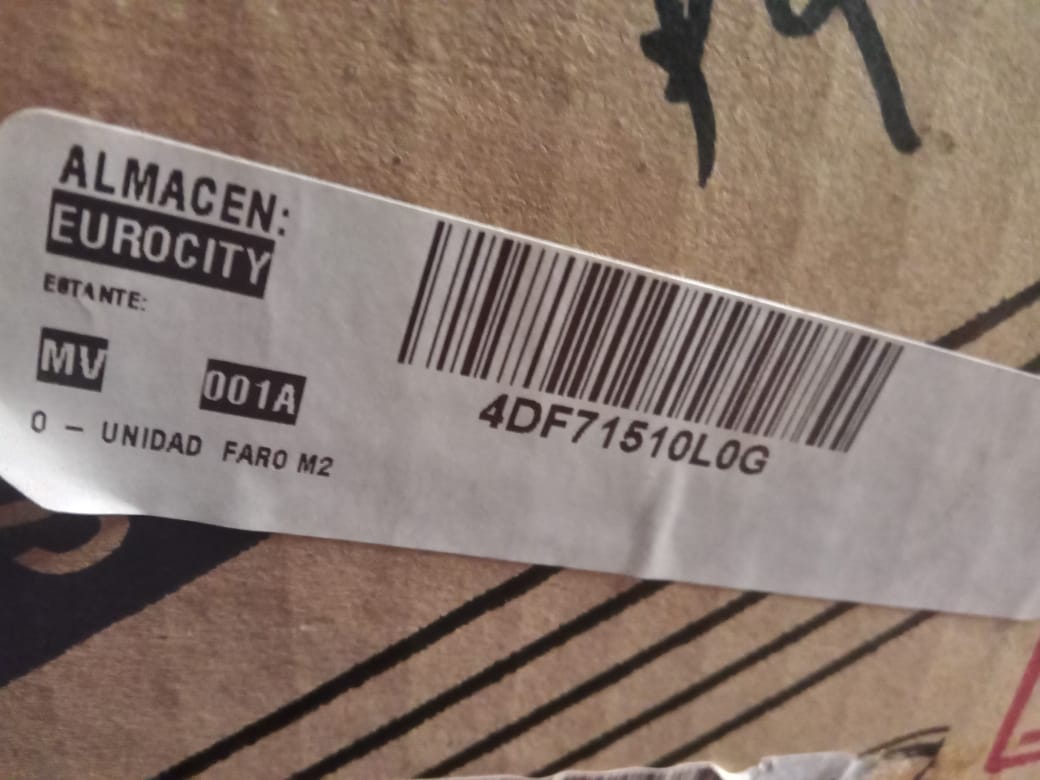 ALMACEN:
EUROCITY
ESTANTE:
MV 001A
0 - UNIDAD FARO M2
4DF71510L0G